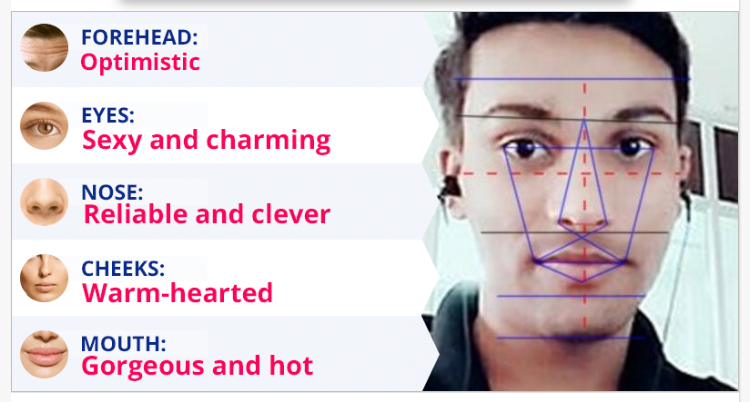 FOREHEAD:
Optimistic
EYES:
Sexy and charming
NOSE:
Reliable and clever
CHEEKS:
Warm-hearted
MOUTH:
Gorgeous and hot